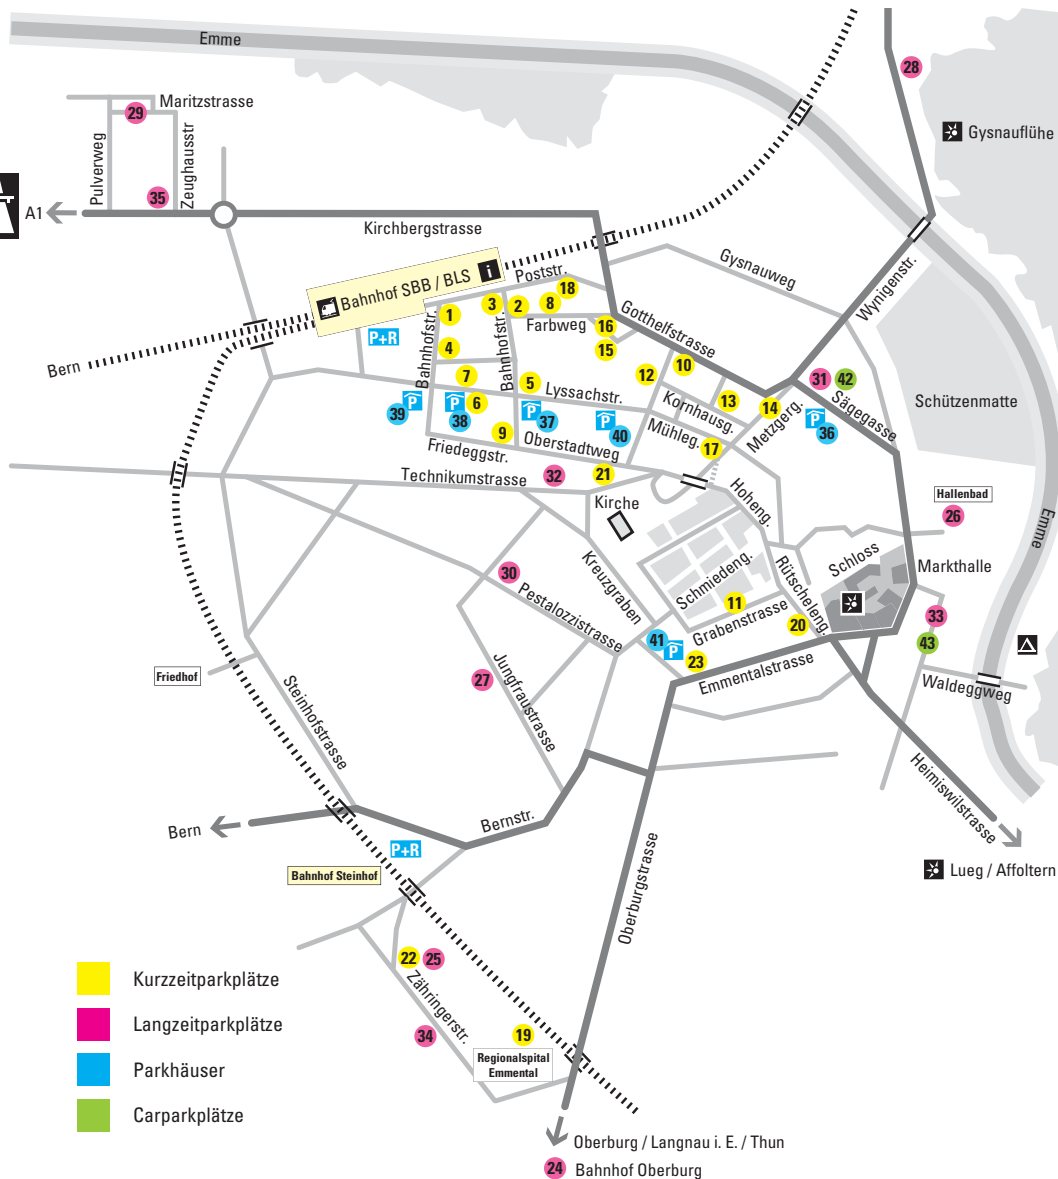 Emme
28
Maritzstrasse
29
Gysnauflühe
Pulverweg
Zeughausstr
35
A1
Kirchbergstrasse
Wynigenstr.
Gysnauweg
Poststr.
i
Bahnhof SBB / BLS
18
3
2
8
1
Gotthelfstrasse
Farbweg
16
P+R
Bahnhofstr.
Bahnhofstr.
4
15
Bern
10
12
7
5
31
42
Lyssachstr.
Kornhausg.
13
Sägegasse
Schützenmatte
P
39
P
38
6
P
37
P
40
14
Metzgerg.
P
36
9
Oberstadtweg
Mühleg.
17
Friedeggstr.
Technikumstrasse
32
21
Hoheng.
Hallenbad
26
Emme
Kirche
Schloss
Markthalle
30
Kreuzgraben
Schmiedeng.
Rütscheleng.
Pestalozzistrasse
11
Grabenstrasse
20
33
41
P
43
23
Emmentalstrasse
Friedhof
27
Jungfraustrasse
Steinhofstrasse
Waldeggweg
Heimiswilstrasse
Bern
Bernstr.
P+R
Bahnhof Steinhof
Oberburgstrasse
Lueg / Affoltern
22
25
Zähringerstr.
34
19
Regionalspital
Emmental
Kurzzeitparkplätze
Langzeitparkplätze
Parkhäuser
Carparkplätze
Oberburg / Langnau i. E. / Thun
24
Bahnhof Oberburg